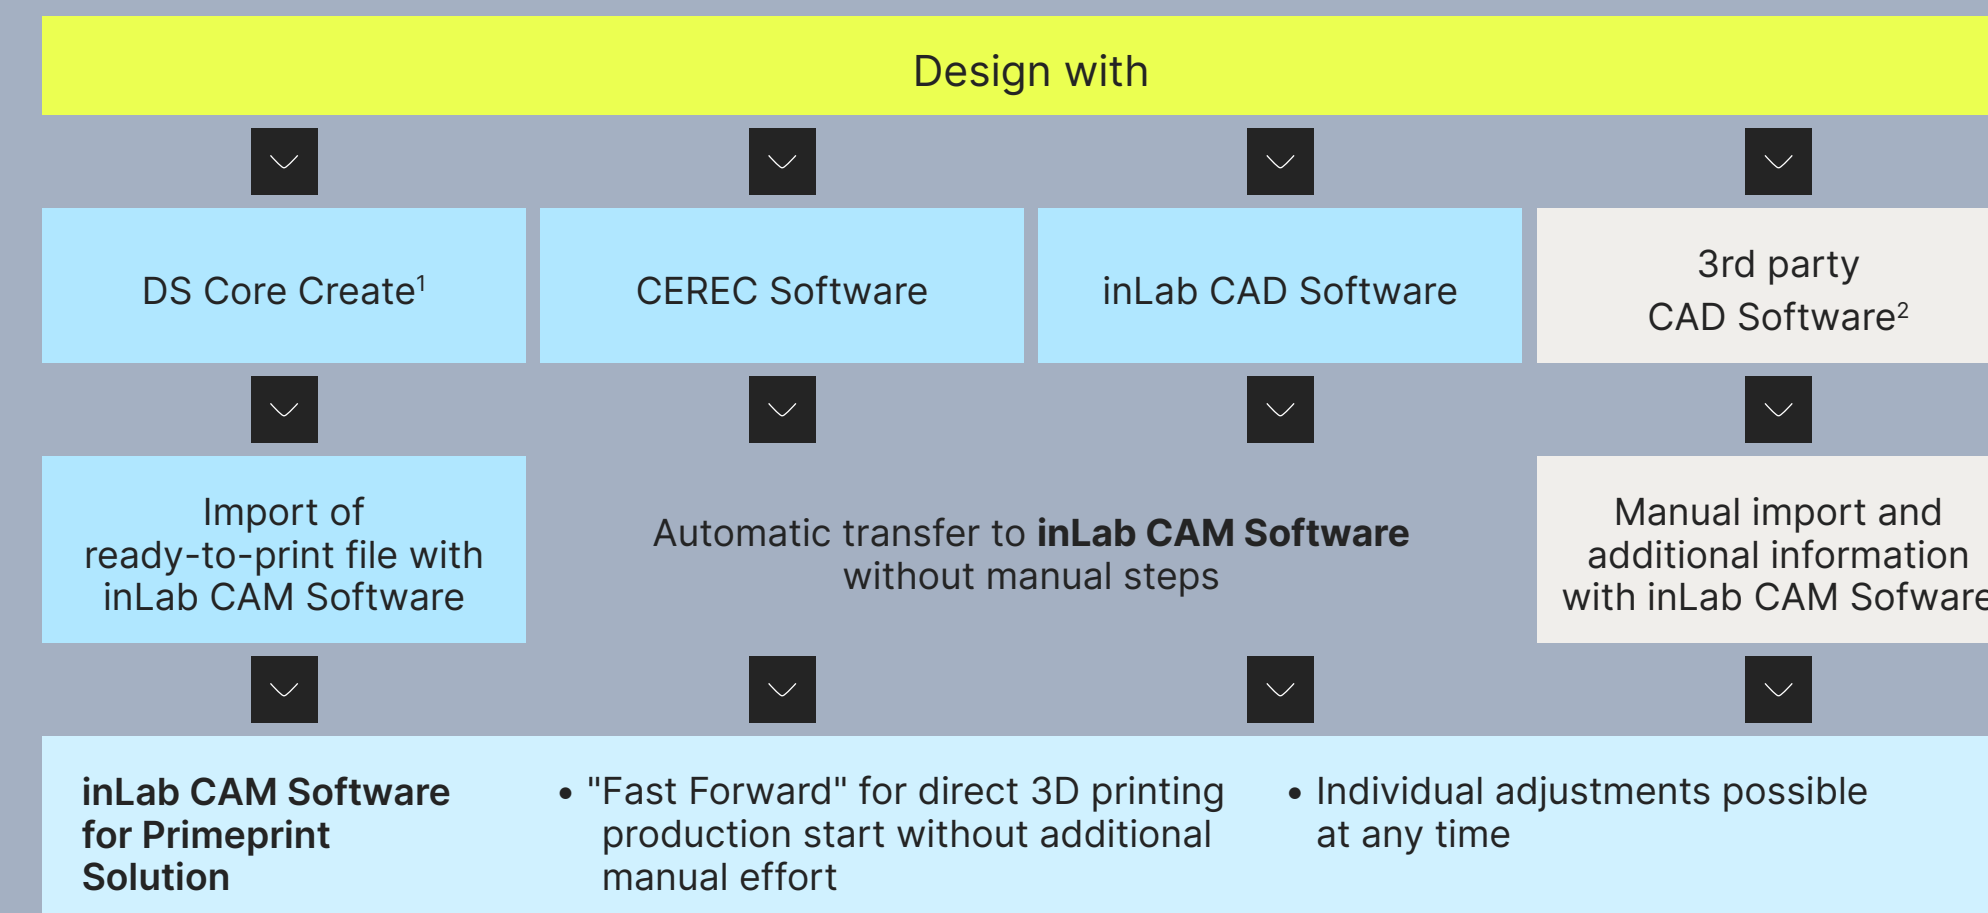 Design with
DS Core Create¹
CEREC Software
inLab CAD Software
3rd party
CAD Software²
Import of
ready-to-print file with
inLab CAM Software
Automatic transfer to inLab CAM Software
without manual steps
Manual import and
additional information
with inLab CAM Sofware
inLab CAM Software
for Primeprint
Solution
• "Fast Forward" for direct 3D printing
production start without additional
manual effort
• Individual adjustments possible
at any time